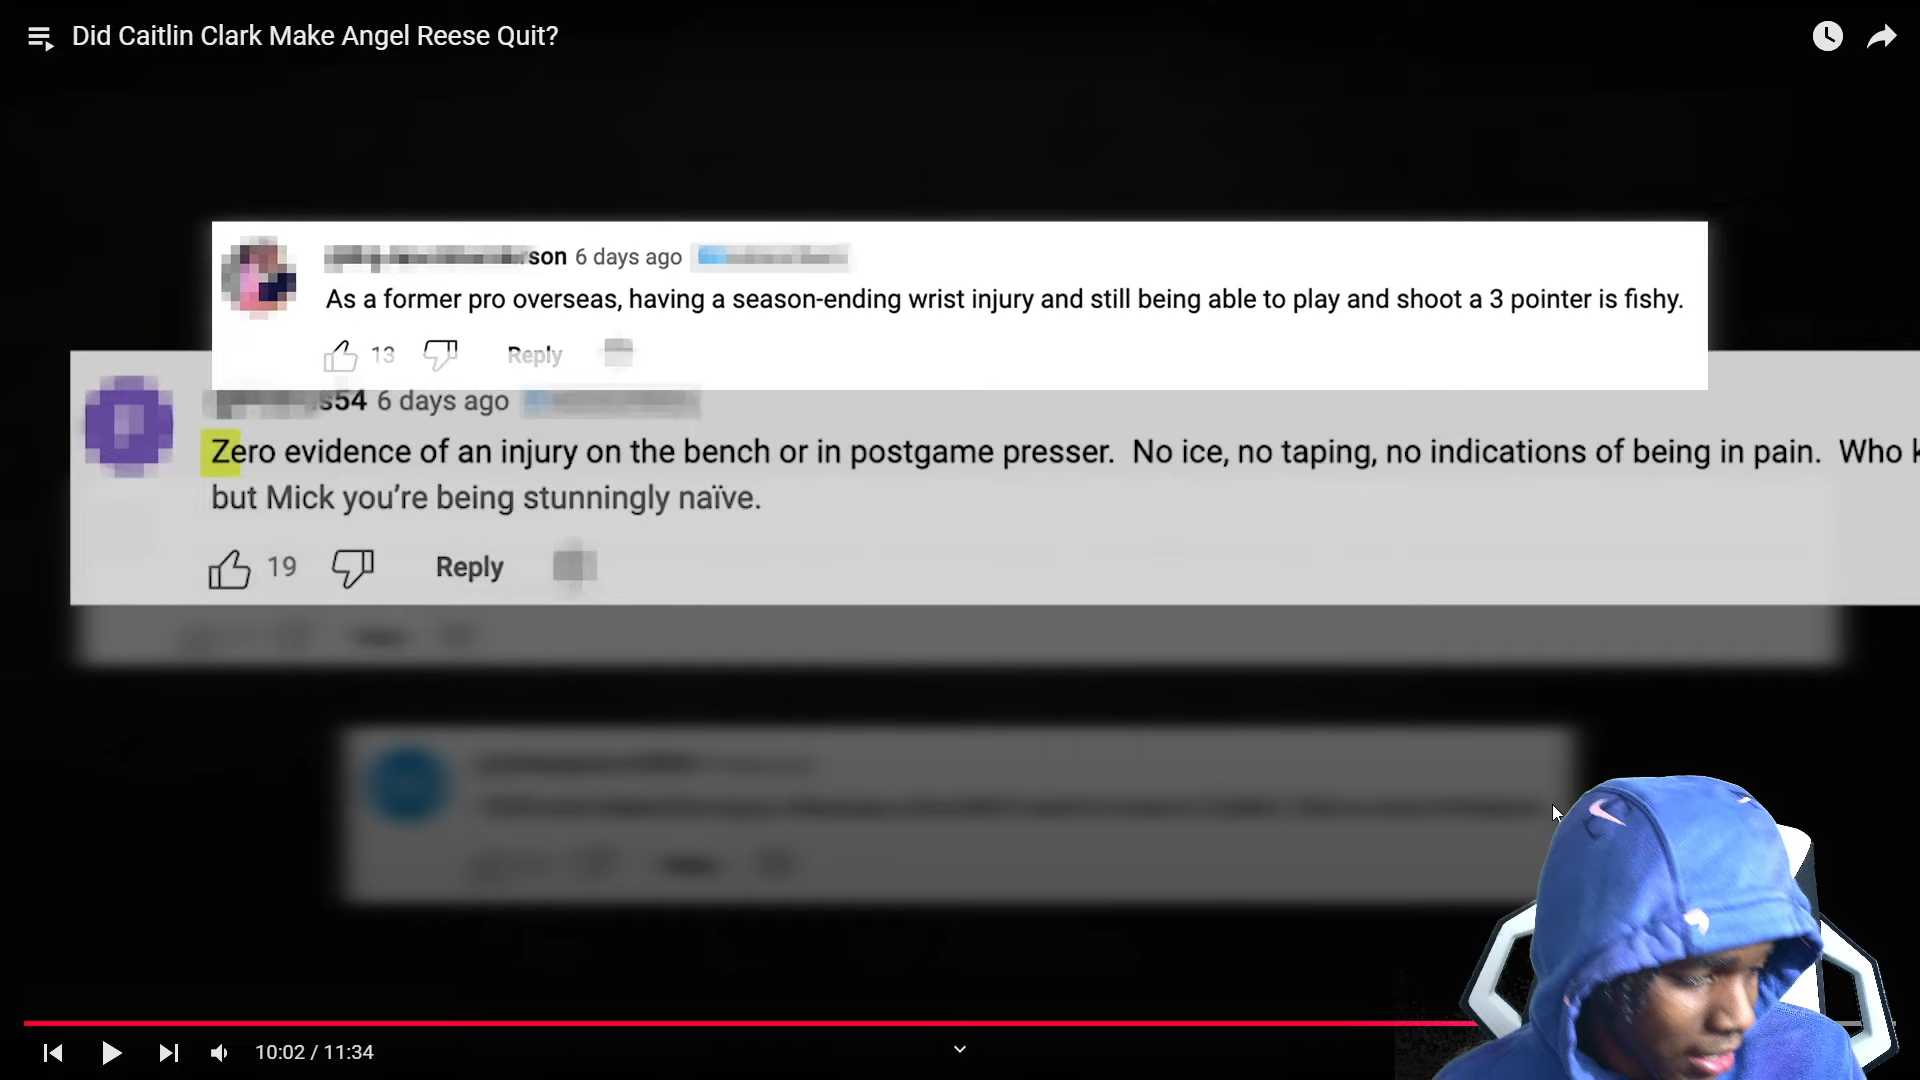 Did Caitlin Clark Make Angel Reese Quit?
son 6 days ago
As a former pro overseas, having a season-ending wrist injury and still being able to play and shoot a 3 pointer is fishy.
13 Reply
s54 6 days ago
Zero evidence of an injury on the bench or in postgame presser. No ice, no taping, no indications of being in pain. Who
but Mick you’re being stunningly naïve.
19 Reply
10:02 / 11:34